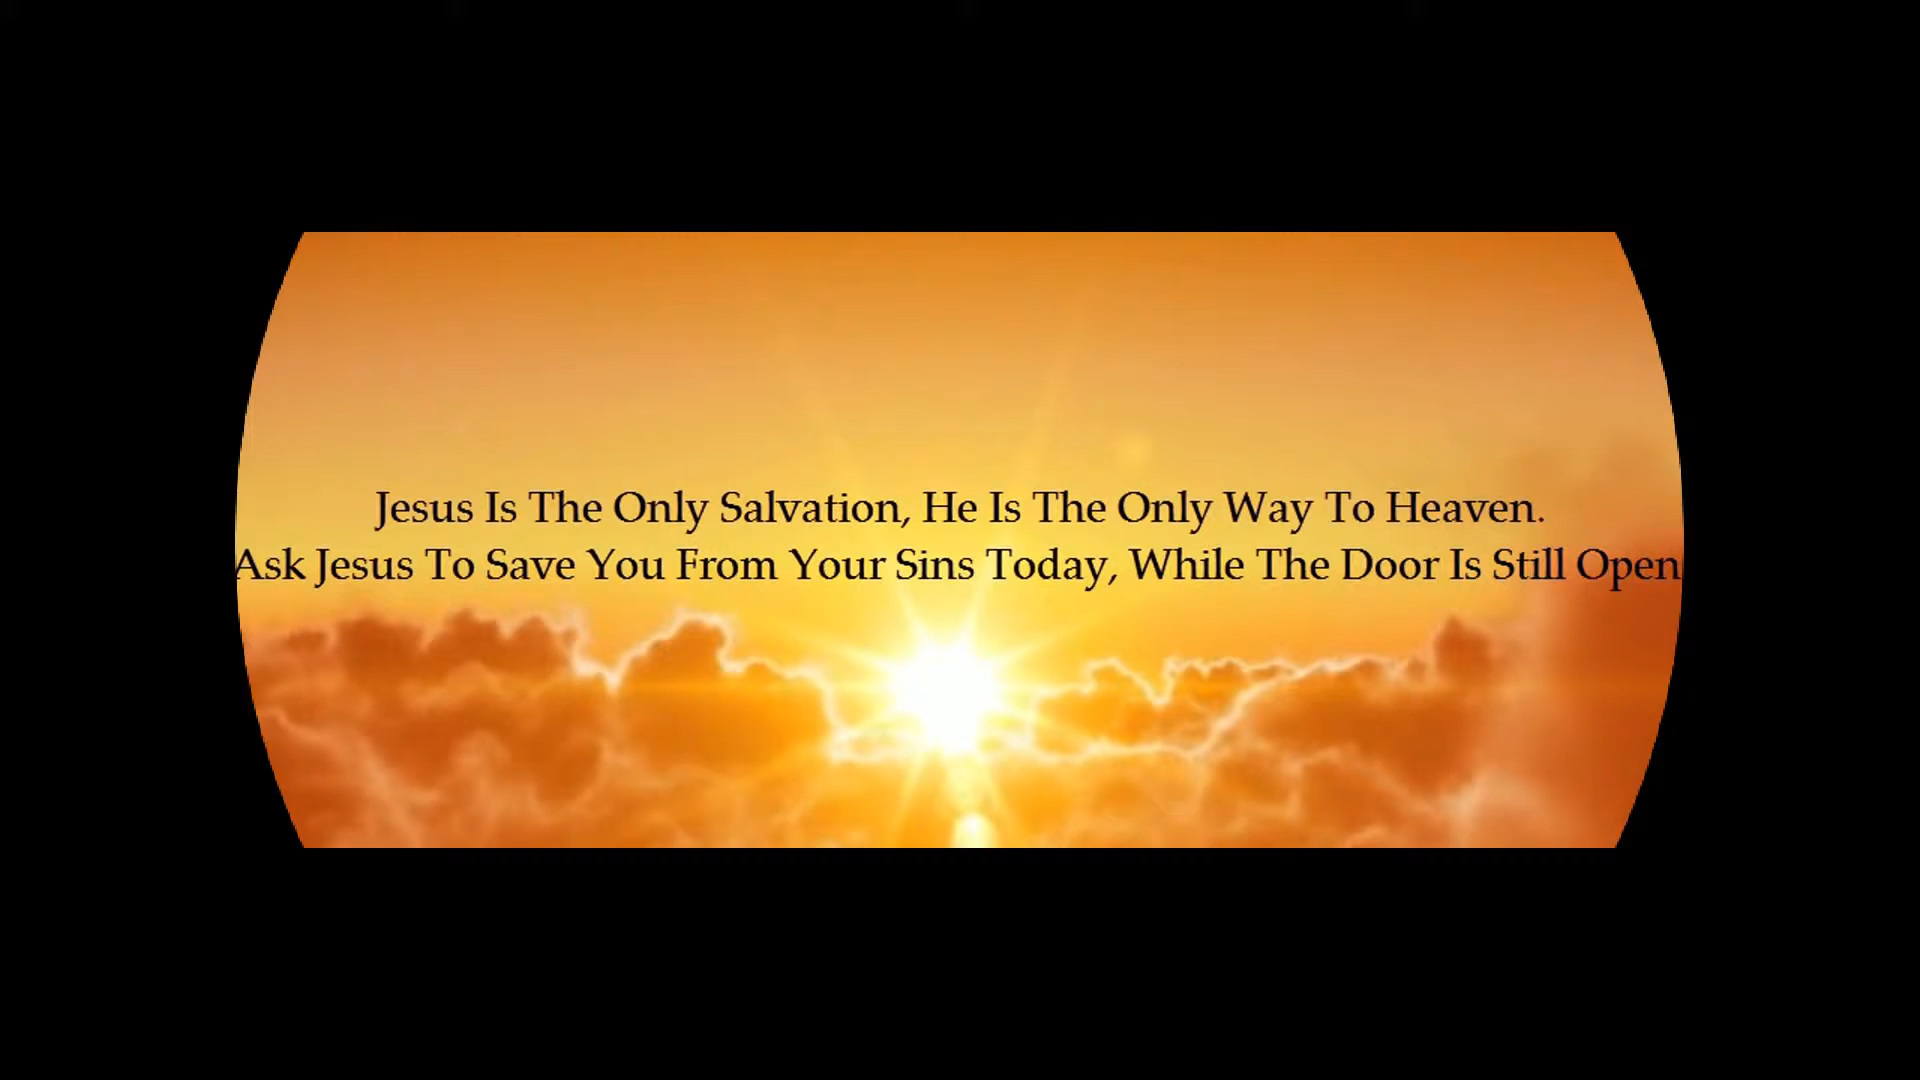 Jesus Is The Only Salvation, He Is The Only Way To Heaven.
Ask Jesus To Save You From Your Sins Today, While The Door Is Still Open